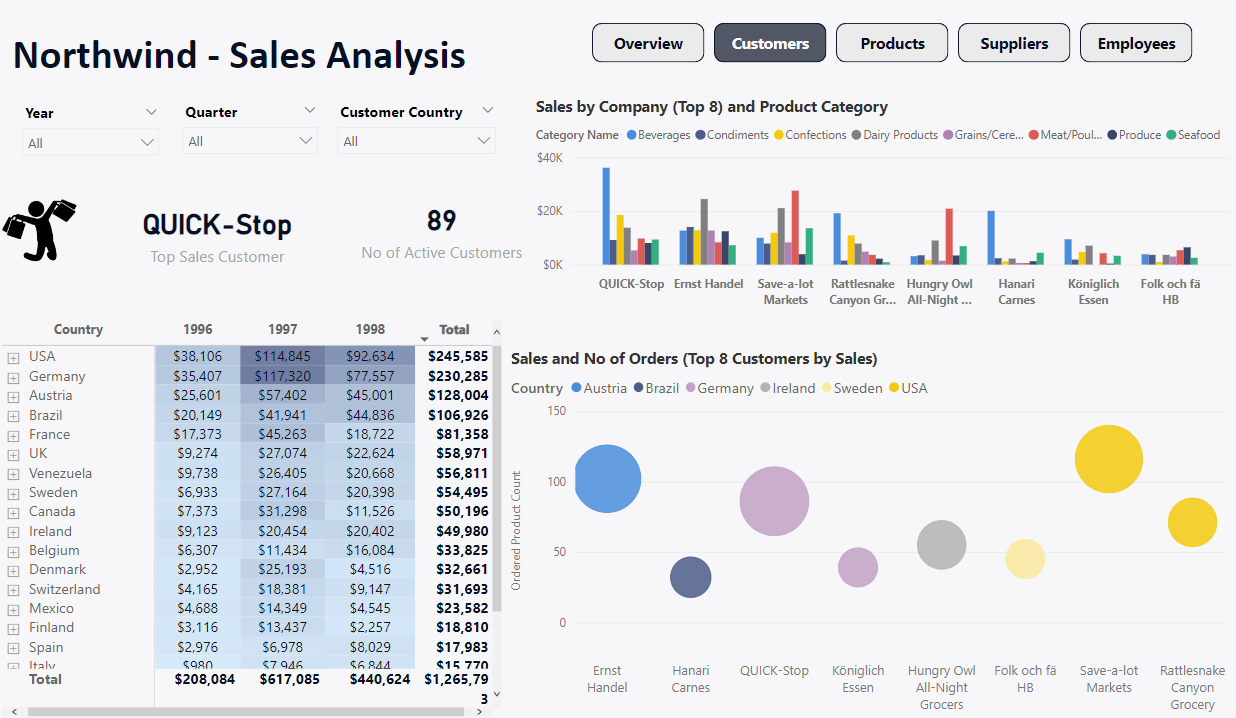 Northwind - Sales Analysis
Overview
Customers
Products
Suppliers
Employees
Year
All
Quarter
All
Customer Country
All
QUICK-Stop
Top Sales Customer
89
No of Active Customers
Sales by Company (Top 8) and Product Category
Category Name Beverages Condiments Confections Dairy Products Grains/Cere... Meat/Poul... Produce Seafood
$40K
$20K
$0K
QUICK-Stop
Ernst Handel
Save-a-lot
Markets
Rattlesnake
Canyon Gr...
Hungry Owl
All-Night ...
Hanari
Carnes
Königlich
Essen
Folk och fä
HB
Country 1996 1997 1998 Total
USA $38,106 $114,845 $92,634 $245,585
Germany $35,407 $117,320 $77,557 $230,285
Austria $25,601 $57,402 $45,001 $128,004
Brazil $20,149 $41,941 $44,836 $106,926
France $17,373 $45,263 $18,722 $81,358
UK $9,274 $27,074 $22,624 $58,971
Venezuela $9,738 $26,405 $20,668 $56,811
Sweden $6,933 $27,164 $20,398 $54,495
Canada $7,373 $31,298 $11,526 $50,196
Ireland $9,123 $20,454 $20,402 $49,980
Belgium $6,307 $11,434 $16,084 $33,825
Denmark $2,952 $25,193 $4,516 $32,661
Switzerland $4,165 $18,381 $9,147 $31,693
Mexico $4,688 $14,349 $4,545 $23,582
Finland $3,116 $13,437 $2,257 $18,810
Spain $2,976 $6,978 $8,029 $17,983
Italy $980 $7,946 $6,844 $15,770
Total $208,084 $617,085 $440,624 $1,265,79
3
Sales and No of Orders (Top 8 Customers by Sales)
Country Austria Brazil Germany Ireland Sweden USA
Ordered Product Count
150
100
50
0
Ernst
Handel
Hanari
Carnes
QUICK-Stop
Königlich
Essen
Hungry Owl
All-Night
Grocers
Folk och fä
HB
Save-a-lot
Markets
Rattlesnake
Canyon
Grocery